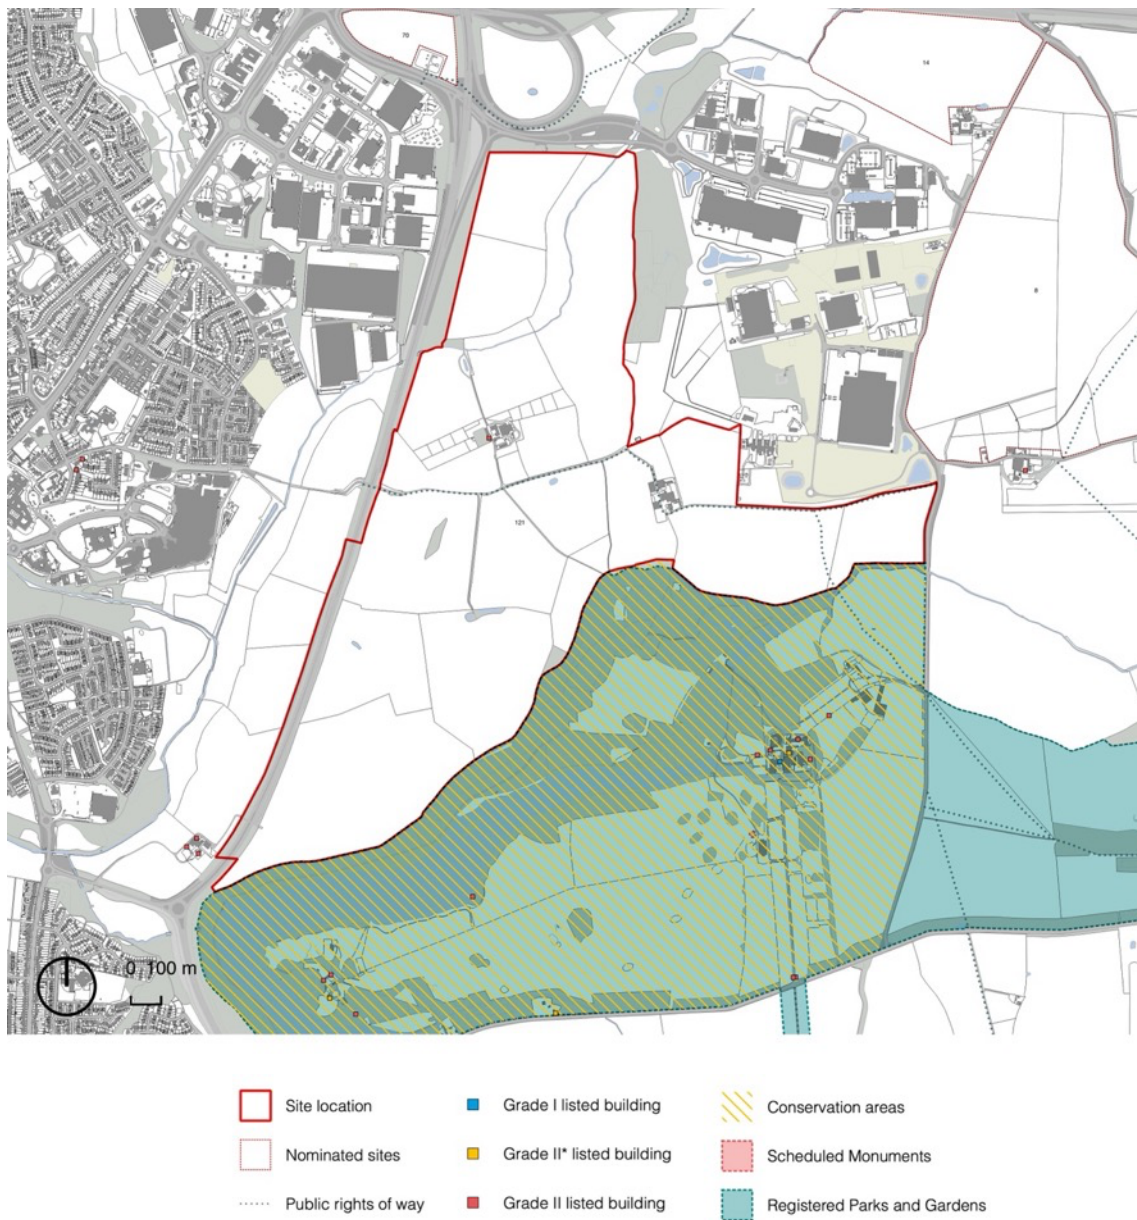 70
14
8
121
0 100 m
Site location
Grade I listed building
Conservation areas
Nominated sites
Grade II* listed building
Scheduled Monuments
Public rights of way
Grade II listed building
Registered Parks and Gardens